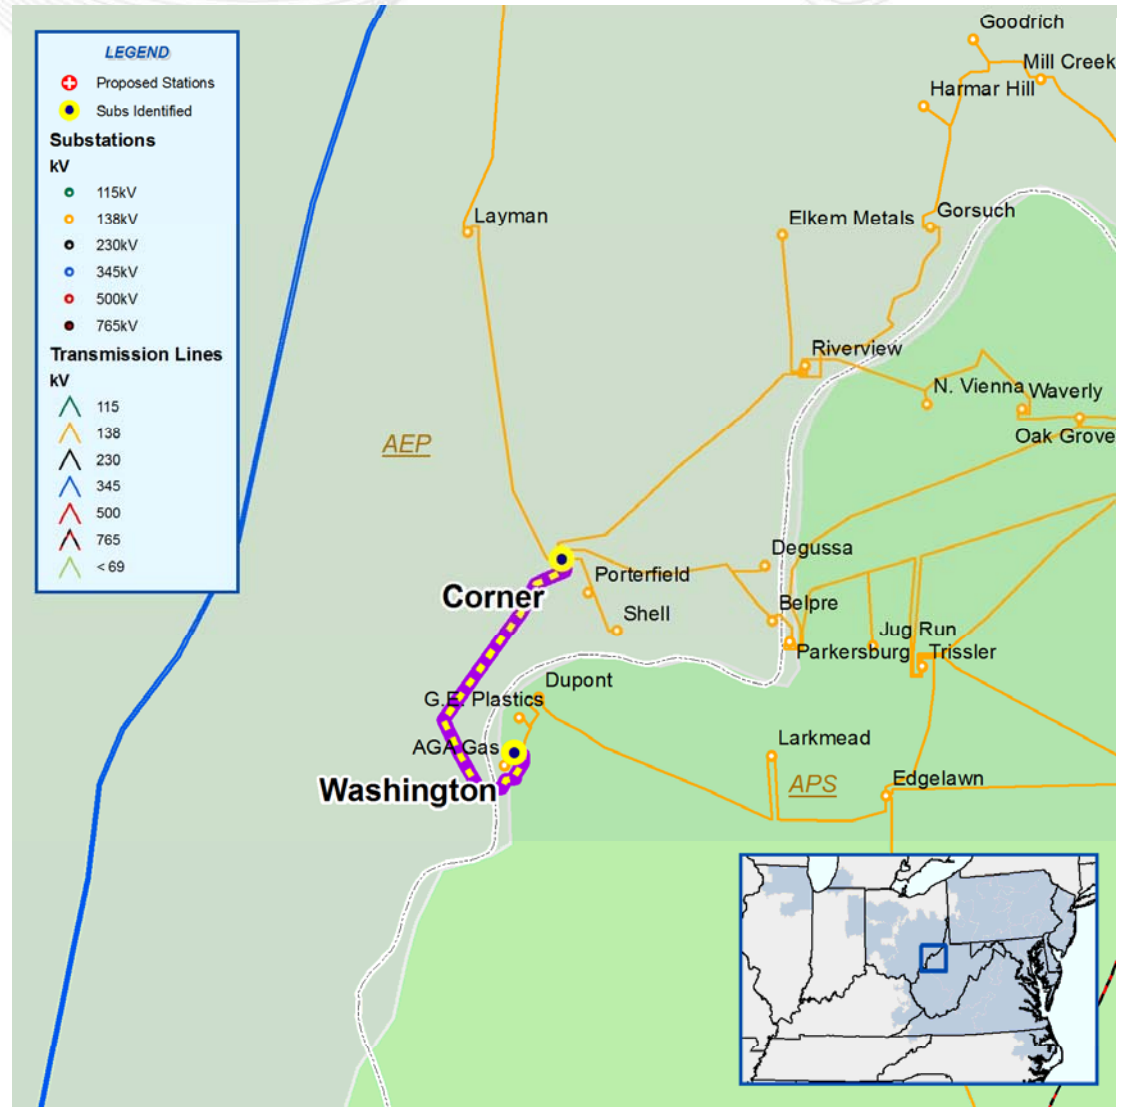 LEGEND
Proposed Stations
Subs Identified
Substations
kV
115kV
138kV
230kV
345kV
500kV
765kV
Transmission Lines
kV
115
138
230
345
500
765
< 69
Goodrich
Mill Creek
Harmar Hill
Layman
Elkem Metals
Gorsuch
Riverview
N. Vienna
Waverly
Oak Grove
AEP
Degussa
Porterfield
Corner
Shell
Belpre
Jug Run
Parkersburg
Trissler
Dupont
G.E. Plastics
AGA Gas
Larkmead
Washington
APS
Edgelawn